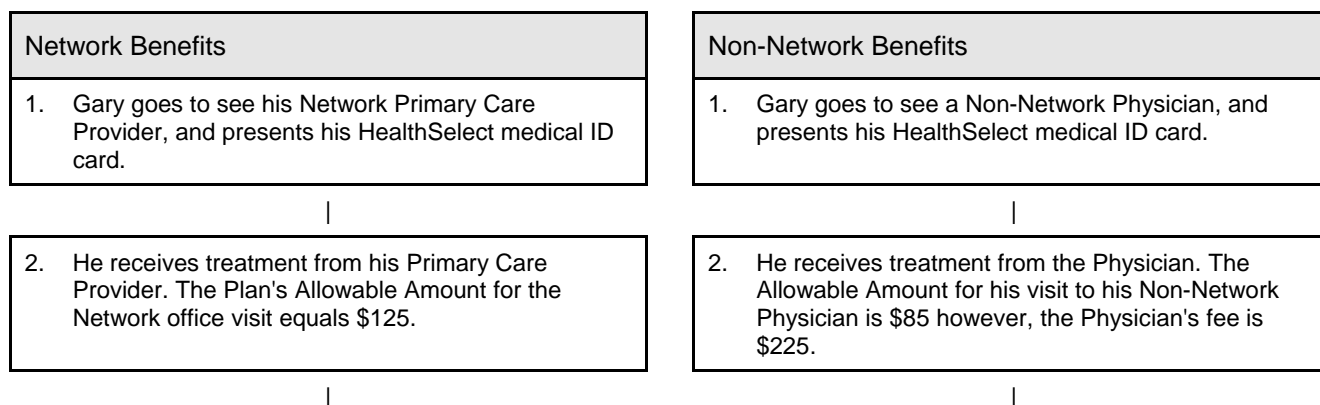 Network Benefits
1. Gary goes to see his Network Primary Care
Provider, and presents his HealthSelect medical ID
card.
|
2. He receives treatment from his Primary Care
Provider. The Plan's Allowable Amount for the
Network office visit equals $125.
|
Non-Network Benefits
1. Gary goes to see a Non-Network Physician, and
presents his HealthSelect medical ID card.
|
2. He receives treatment from the Physician. The
Allowable Amount for his visit to his Non-Network
Physician is $85 however, the Physician's fee is
$225.
|